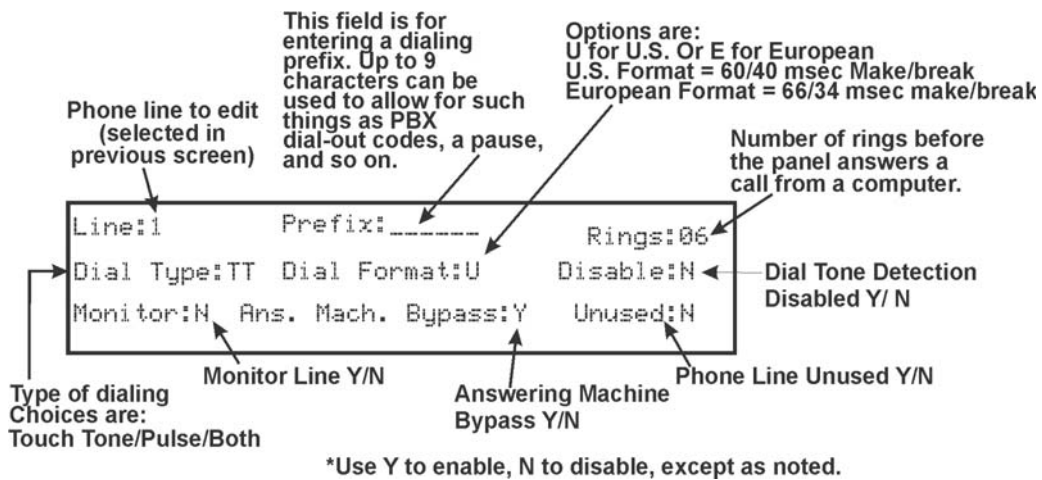 This field is for
entering a dialing
prefix. Up to 9
characters can be
used to allow for such
things as PBX
dial-out codes, a pause,
and so on.
Options are:
U for U.S. Or E for European
U.S. Format = 60/40 msec Make/break
European Format = 66/34 msec make/break
Phone line to edit
(selected in
previous screen)
Number of rings before
the panel answers a
call from a computer.
Line:1 Prefix:______ Rings:06
Dial Type:TT Dial Format:U Disable:N
Monitor:N Ans. Mach. Bypass:Y Unused:N
Dial Tone Detection
Disabled Y/ N
Type of dialing
Choices are:
Touch Tone/Pulse/Both
Monitor Line Y/N
Answering Machine
Bypass Y/N
Phone Line Unused Y/N
*Use Y to enable, N to disable, except as noted.